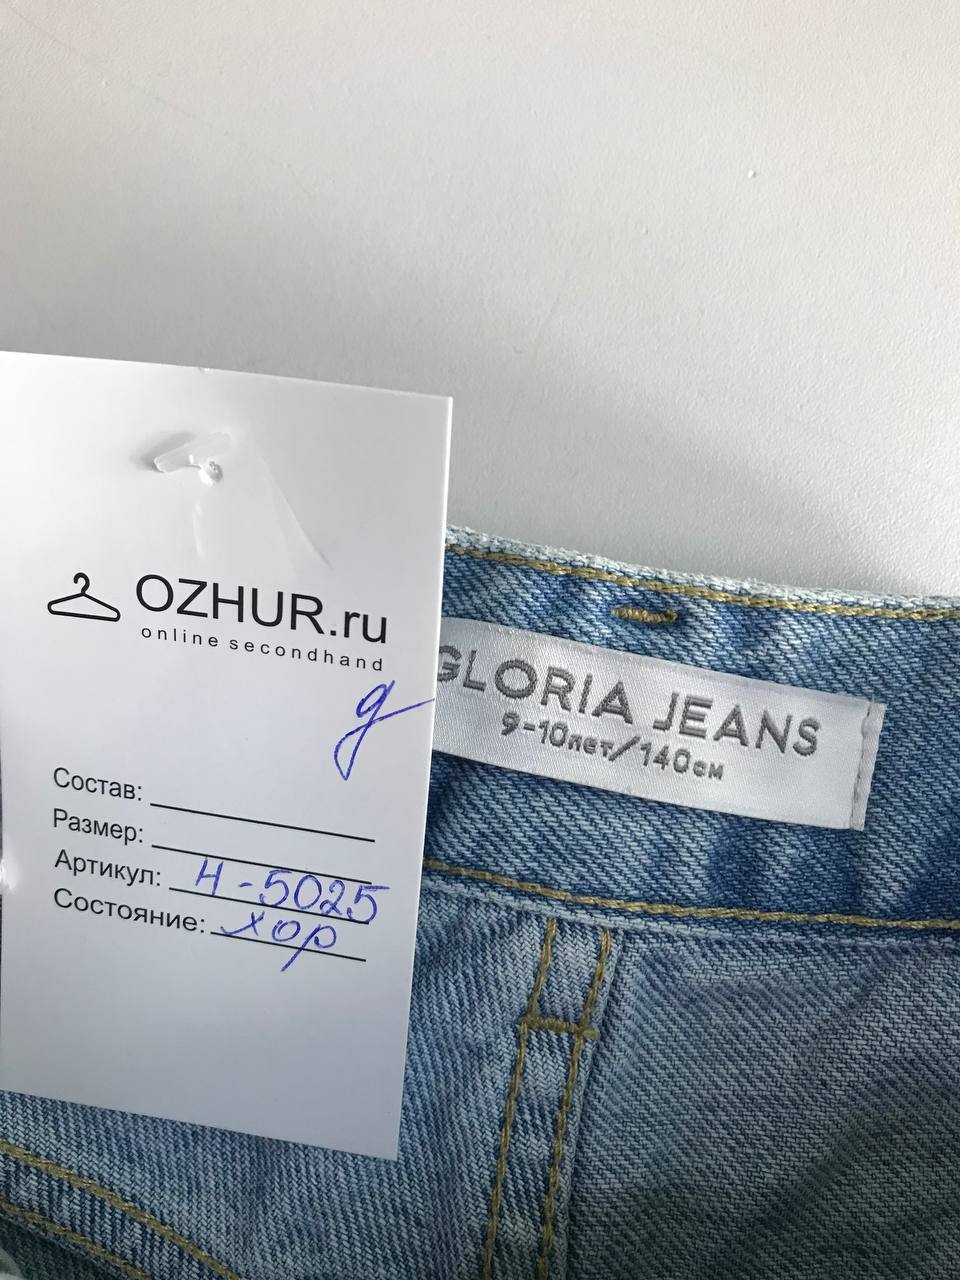 OZHUR.ru
online secondhand
g
Состав:
Размер:
Артикул: Н-5025
Состояние: хор
GLORIA JEANS
9-10лет/140см